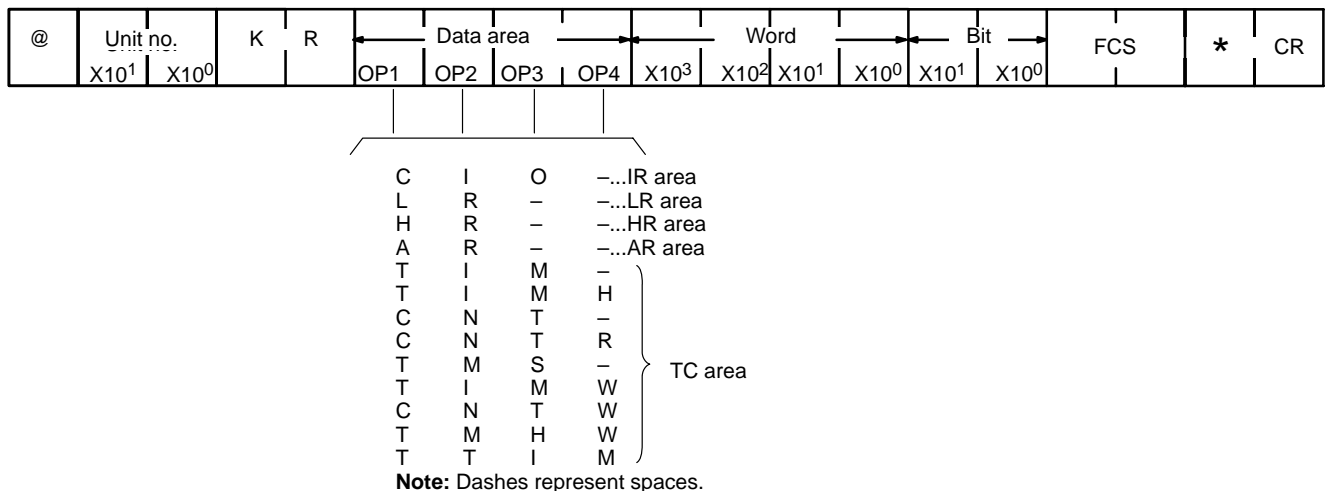 @ Unit no. K R Data area Word Bit FCS * CR
X10¹ X10⁰ OP1 OP2 OP3 OP4 X10³ X10² X10¹ X10⁰ X10¹ X10⁰
C I O –...IR area
L R – –...LR area
H R – –...HR area
A R – –...AR area
T I M –
T I M H
C N T –
C N T R
T M S –
TC area
T I M W
C N T W
T M H W
T T I M
Note: Dashes represent spaces.